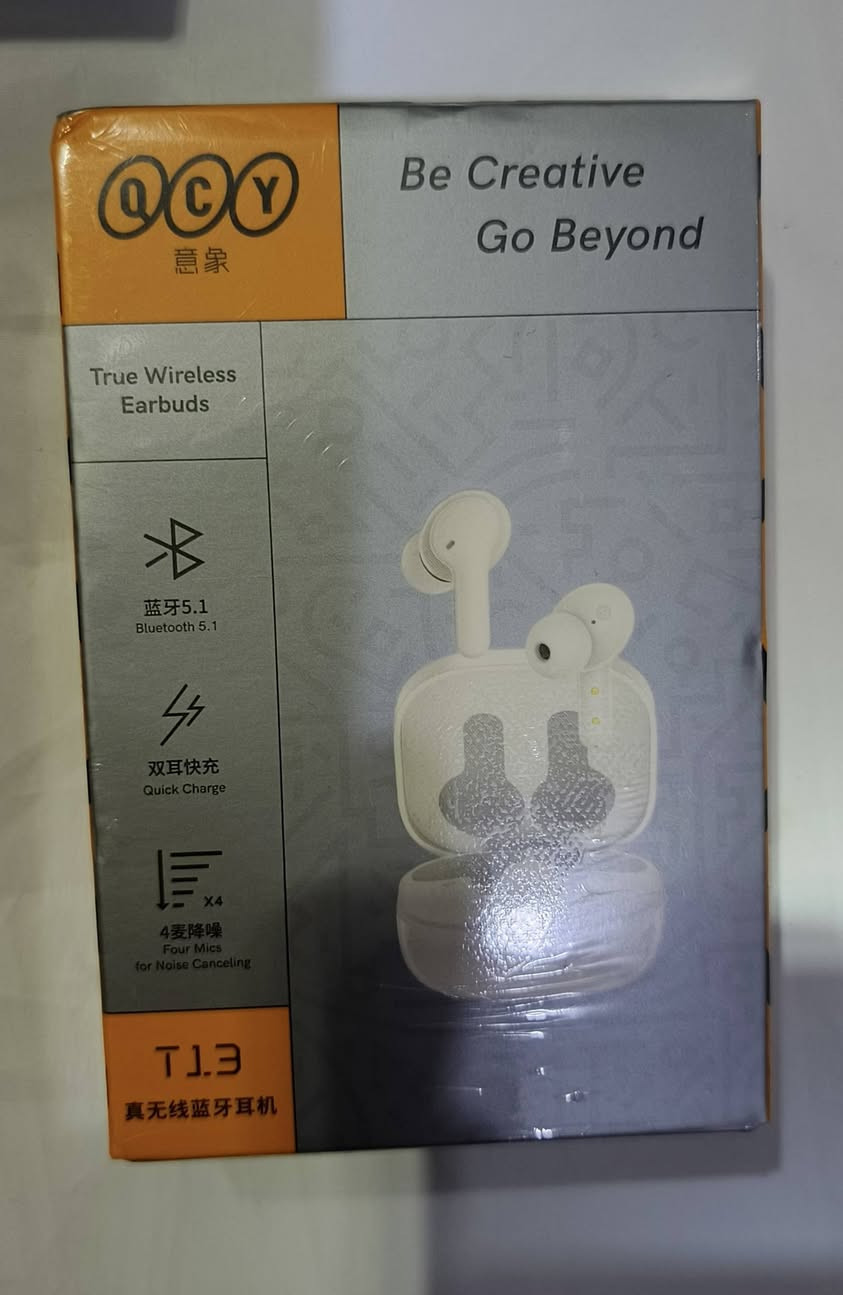 QCY
意象
Be Creative
Go Beyond
True Wireless
Earbuds
蓝牙5.1
Bluetooth 5.1
双耳快充
Quick Charge
X4
4麦降噪
Four Mics
for Noise Canceling
T13
真无线蓝牙耳机